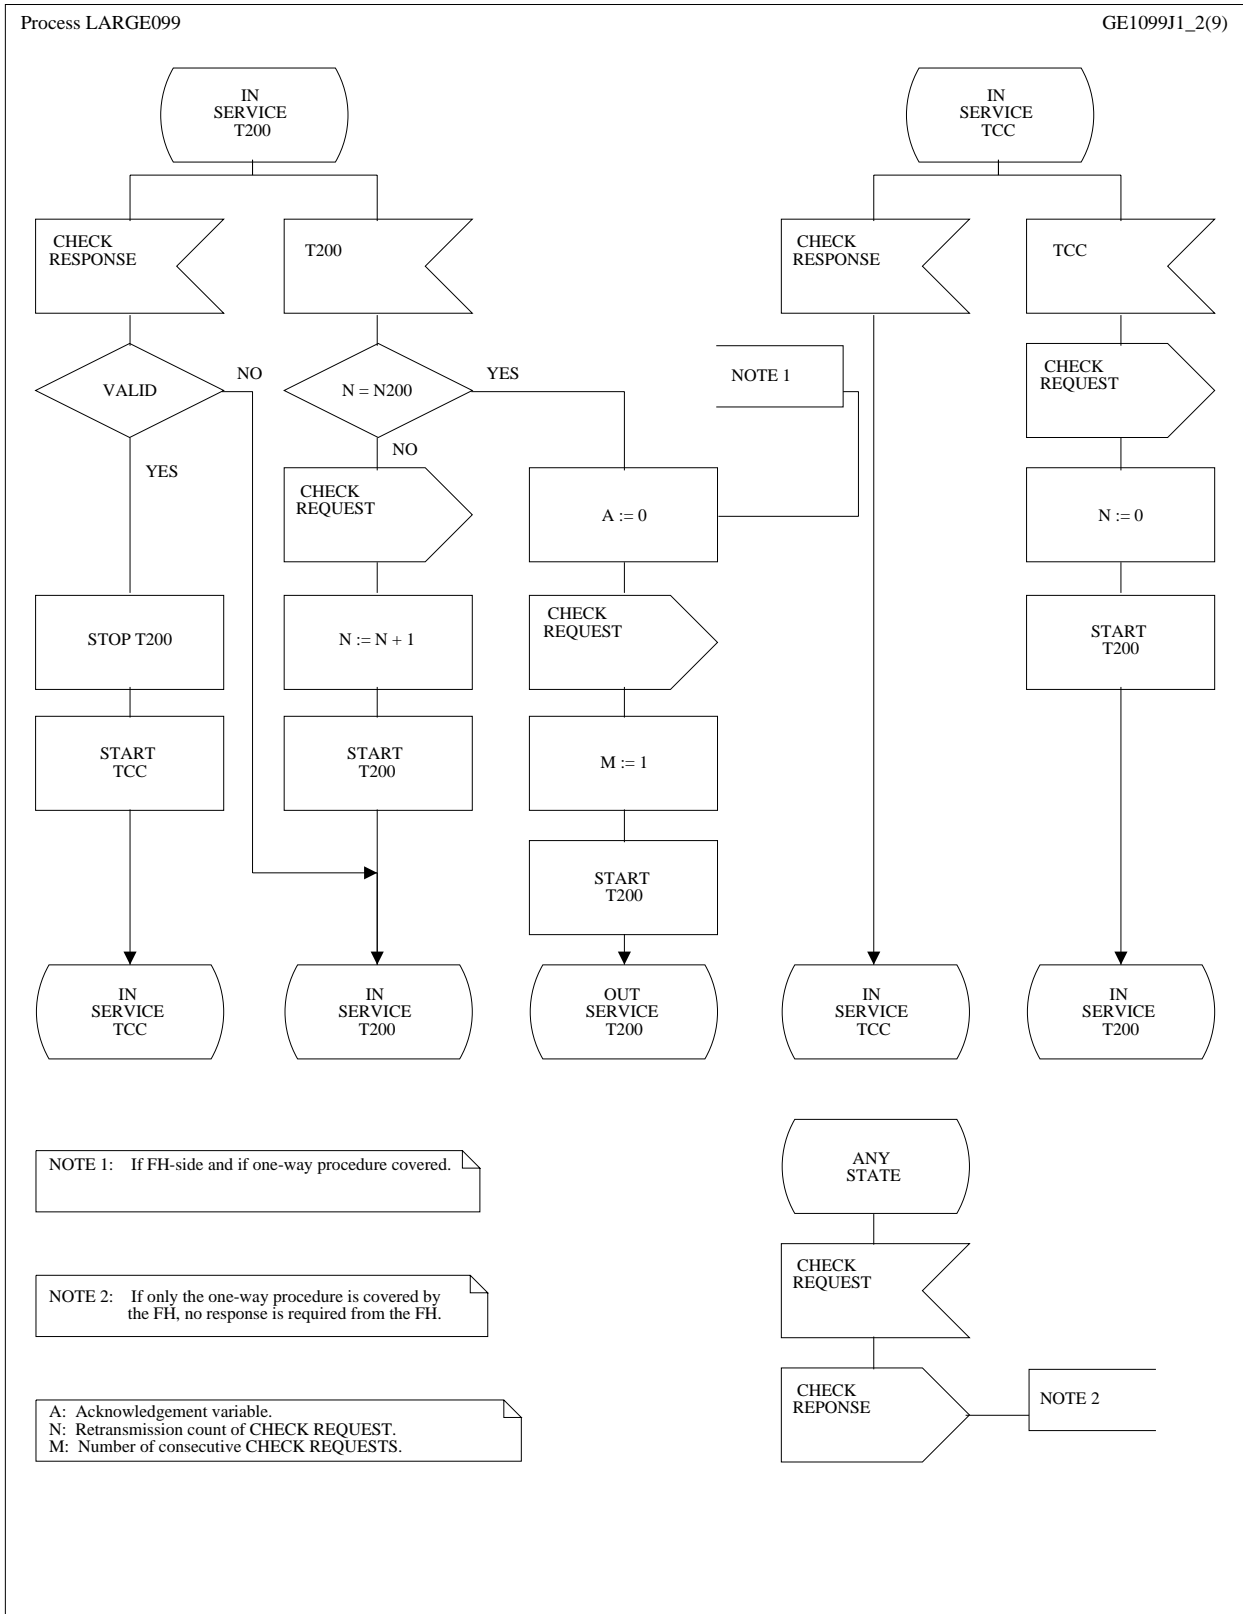 Process LARGE099
GE1099J1_2(9)
IN
SERVICE
T200
IN
SERVICE
TCC
CHECK
RESPONSE
T200
CHECK
RESPONSE
TCC
VALID
NO
N = N200
YES
NOTE 1
CHECK
REQUEST
YES
NO
CHECK
REQUEST
A := 0
N := 0
STOP T200
N := N + 1
CHECK
REQUEST
START
T200
START
TCC
START
T200
M := 1
START
T200
IN
SERVICE
TCC
IN
SERVICE
T200
OUT
SERVICE
T200
IN
SERVICE
TCC
IN
SERVICE
T200
NOTE 1: If FH-side and if one-way procedure covered.
ANY
STATE
CHECK
REQUEST
NOTE 2: If only the one-way procedure is covered by
the FH, no response is required from the FH.
CHECK
REPONSE
NOTE 2
A: Acknowledgement variable.
N: Retransmission count of CHECK REQUEST.
M: Number of consecutive CHECK REQUESTS.